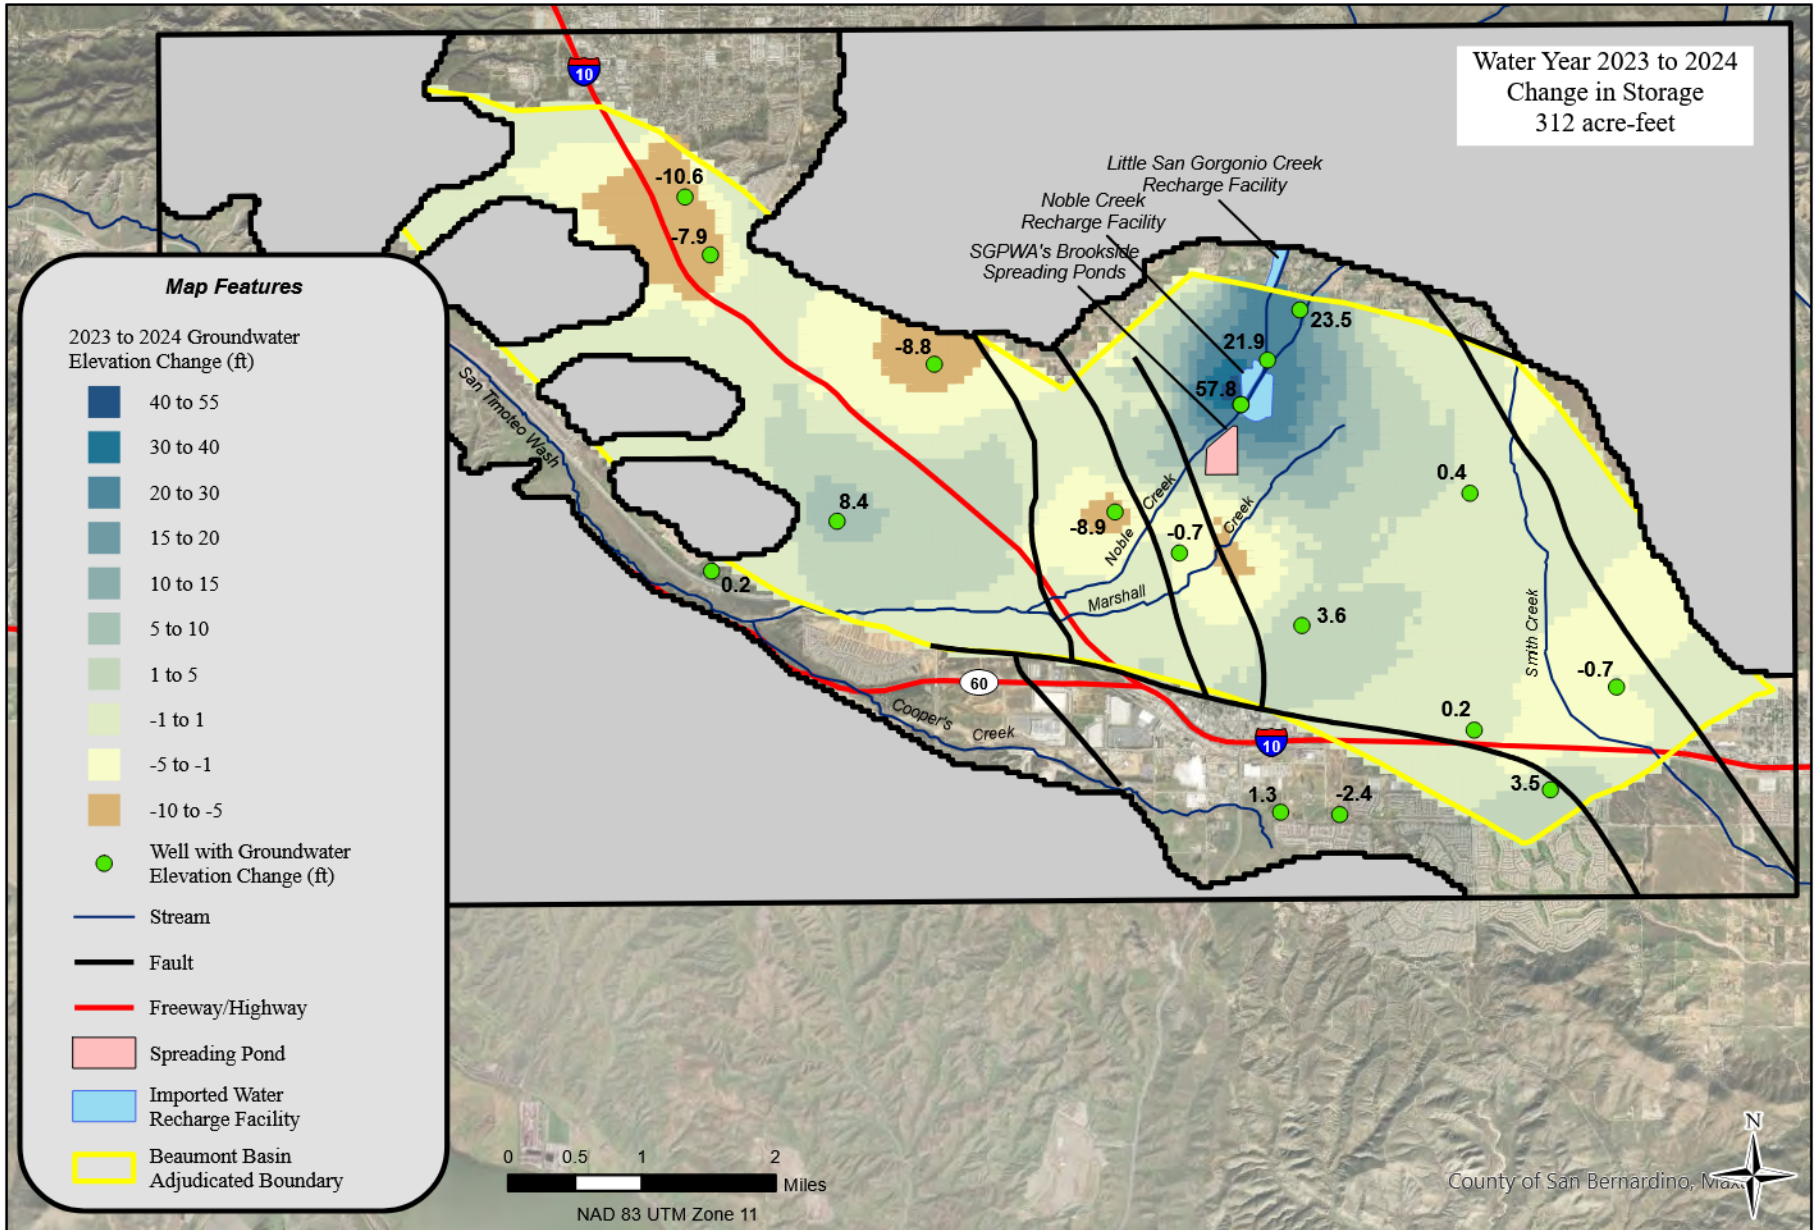 Water Year 2023 to 2024
Change in Storage
312 acre-feet
10
Little San Gorgonio Creek
Recharge Facility
Noble Creek
Recharge Facility
SGPWA's Brookside
Spreading Ponds
-10.6
-7.9
-8.8
23.5
21.9
57.8
8.4
-8.9
-0.7
0.4
0.2
3.6
-0.7
0.2
3.5
1.3
-2.4
San Timoteo Wash
Noble Creek
Marshall Creek
Smith Creek
Cooper's Creek
60
10
Map Features
2023 to 2024 Groundwater
Elevation Change (ft)
40 to 55
30 to 40
20 to 30
15 to 20
10 to 15
5 to 10
1 to 5
-1 to 1
-5 to -1
-10 to -5
Well with Groundwater
Elevation Change (ft)
Stream
Fault
Freeway/Highway
Spreading Pond
Imported Water
Recharge Facility
Beaumont Basin
Adjudicated Boundary
0 0.5 1 2
Miles
NAD 83 UTM Zone 11
N
County of San Bernardino,